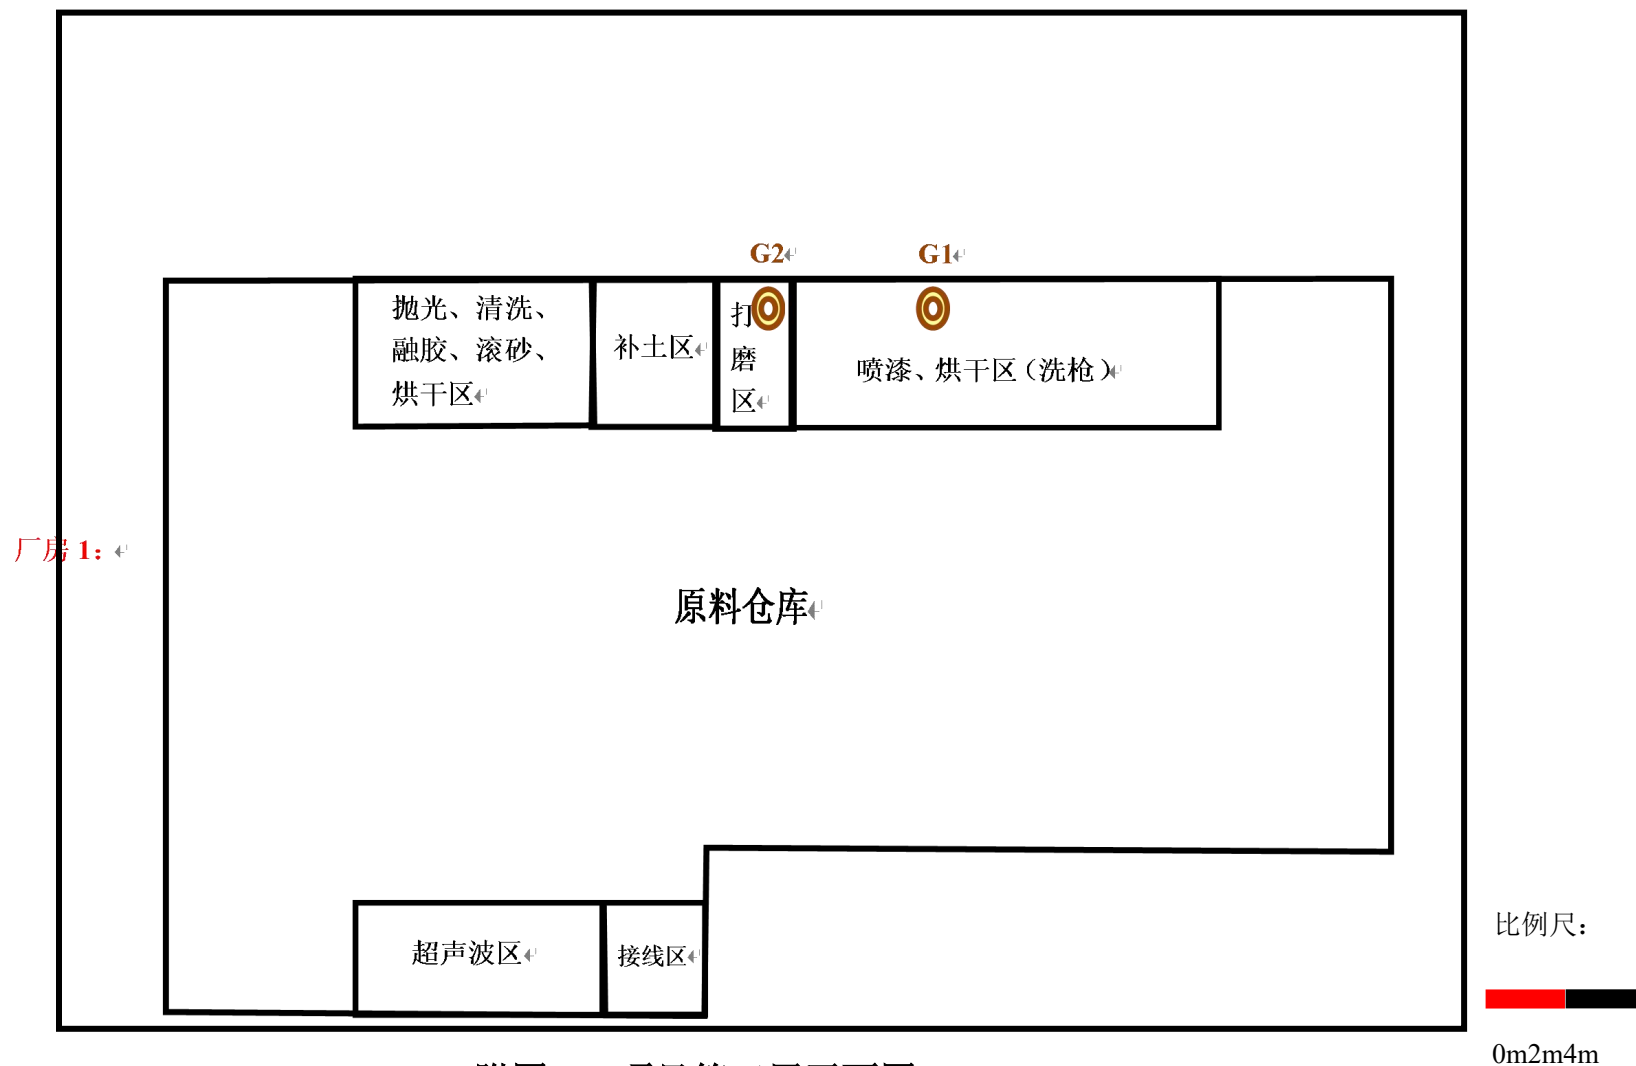 G2
G1
抛光、清洗、
融胶、滚砂、
烘干区
补土区
打
磨
区
喷漆、烘干区（洗枪）
厂房 1：
原料仓库
超声波区
接线区
比例尺：
0m2m4m